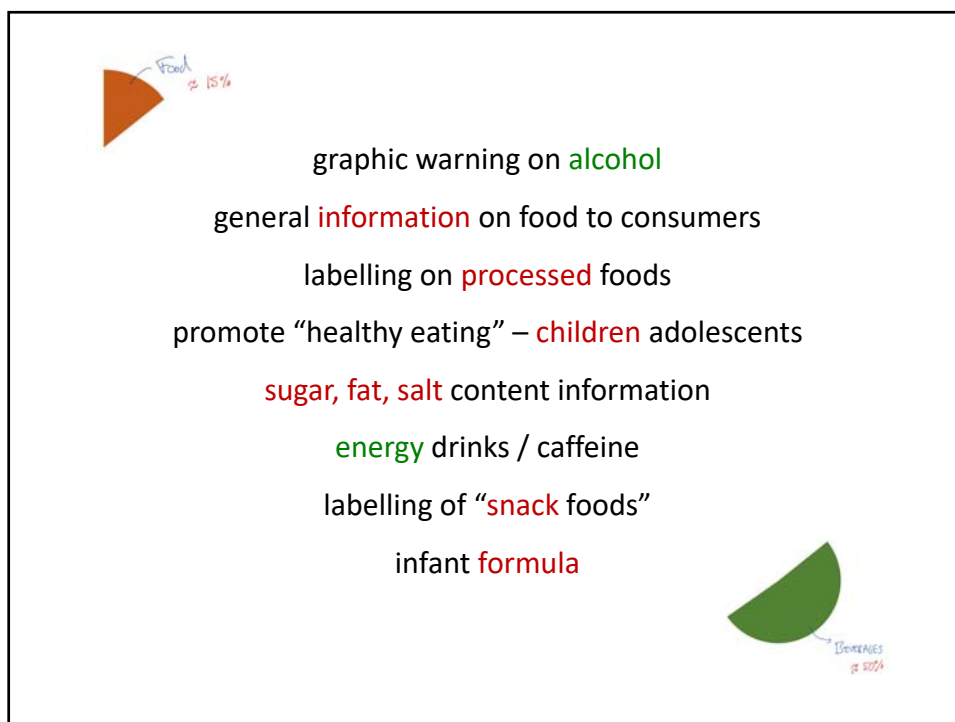 Food
≈ 15%
graphic warning on alcohol
general information on food to consumers
labelling on processed foods
promote “healthy eating” – children adolescents
sugar, fat, salt content information
energy drinks / caffeine
labelling of “snack foods”
infant formula
BEVERAGES
≈ 50%